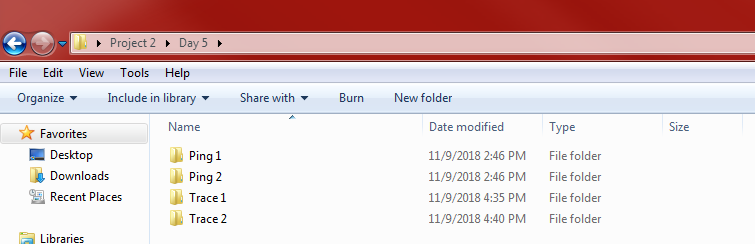 Project 2 Day 5
File Edit View Tools Help
Organize Include in library Share with Burn New folder
Favorites
Desktop
Downloads
Recent Places
Libraries
Name Date modified Type Size
Ping 1 11/9/2018 2:46 PM File folder
Ping 2 11/9/2018 2:46 PM File folder
Trace 1 11/9/2018 4:35 PM File folder
Trace 2 11/9/2018 4:40 PM File folder